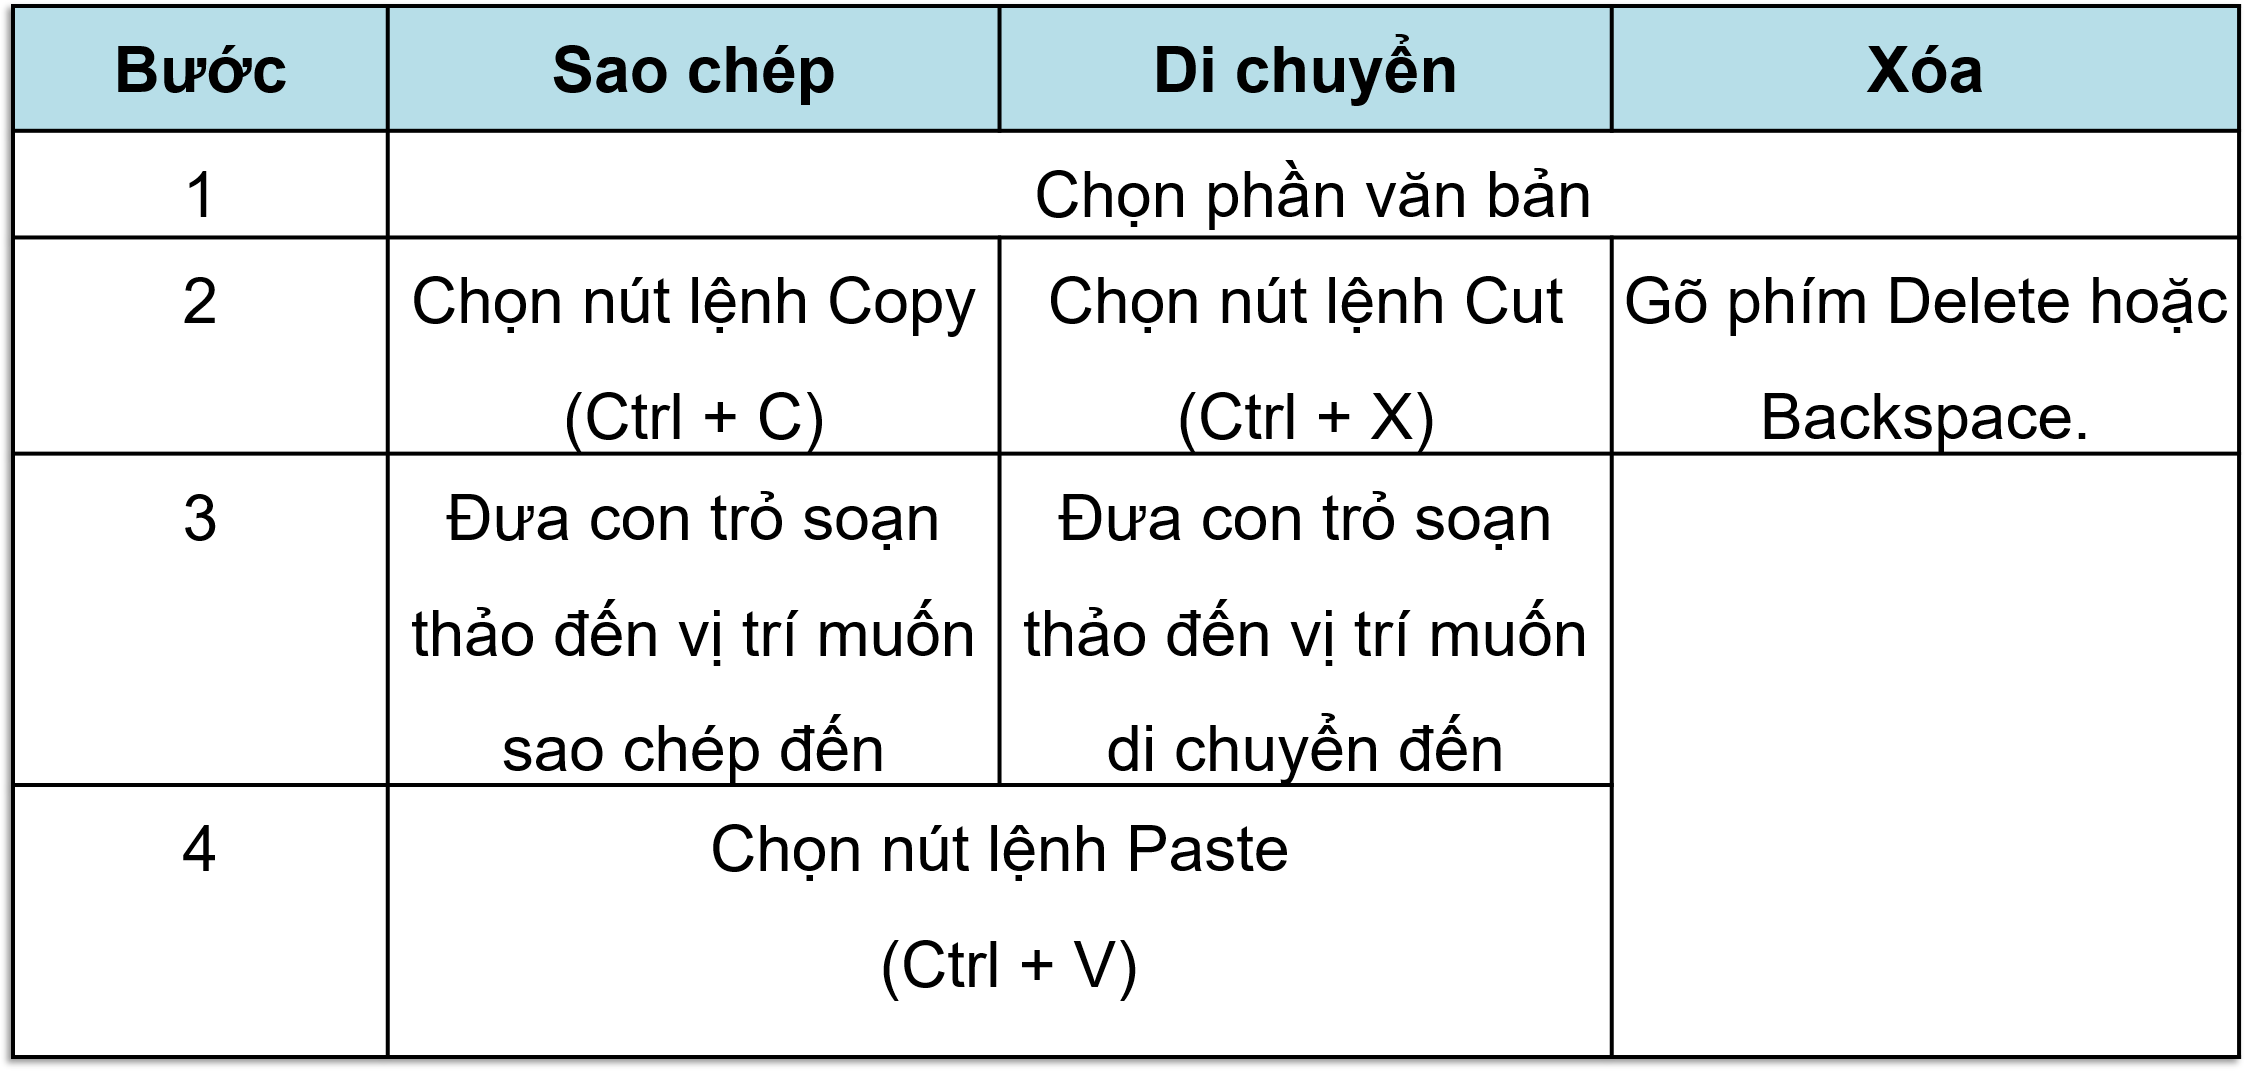 Bước Sao chép Di chuyển Xóa
1 Chọn phần văn bản
2 Chọn nút lệnh Copy Chọn nút lệnh Cut Gõ phím Delete hoặc
(Ctrl + C) (Ctrl + X) Backspace.
3 Đưa con trỏ soạn Đưa con trỏ soạn
thảo đến vị trí muốn thảo đến vị trí muốn
sao chép đến di chuyển đến
4 Chọn nút lệnh Paste
(Ctrl + V)